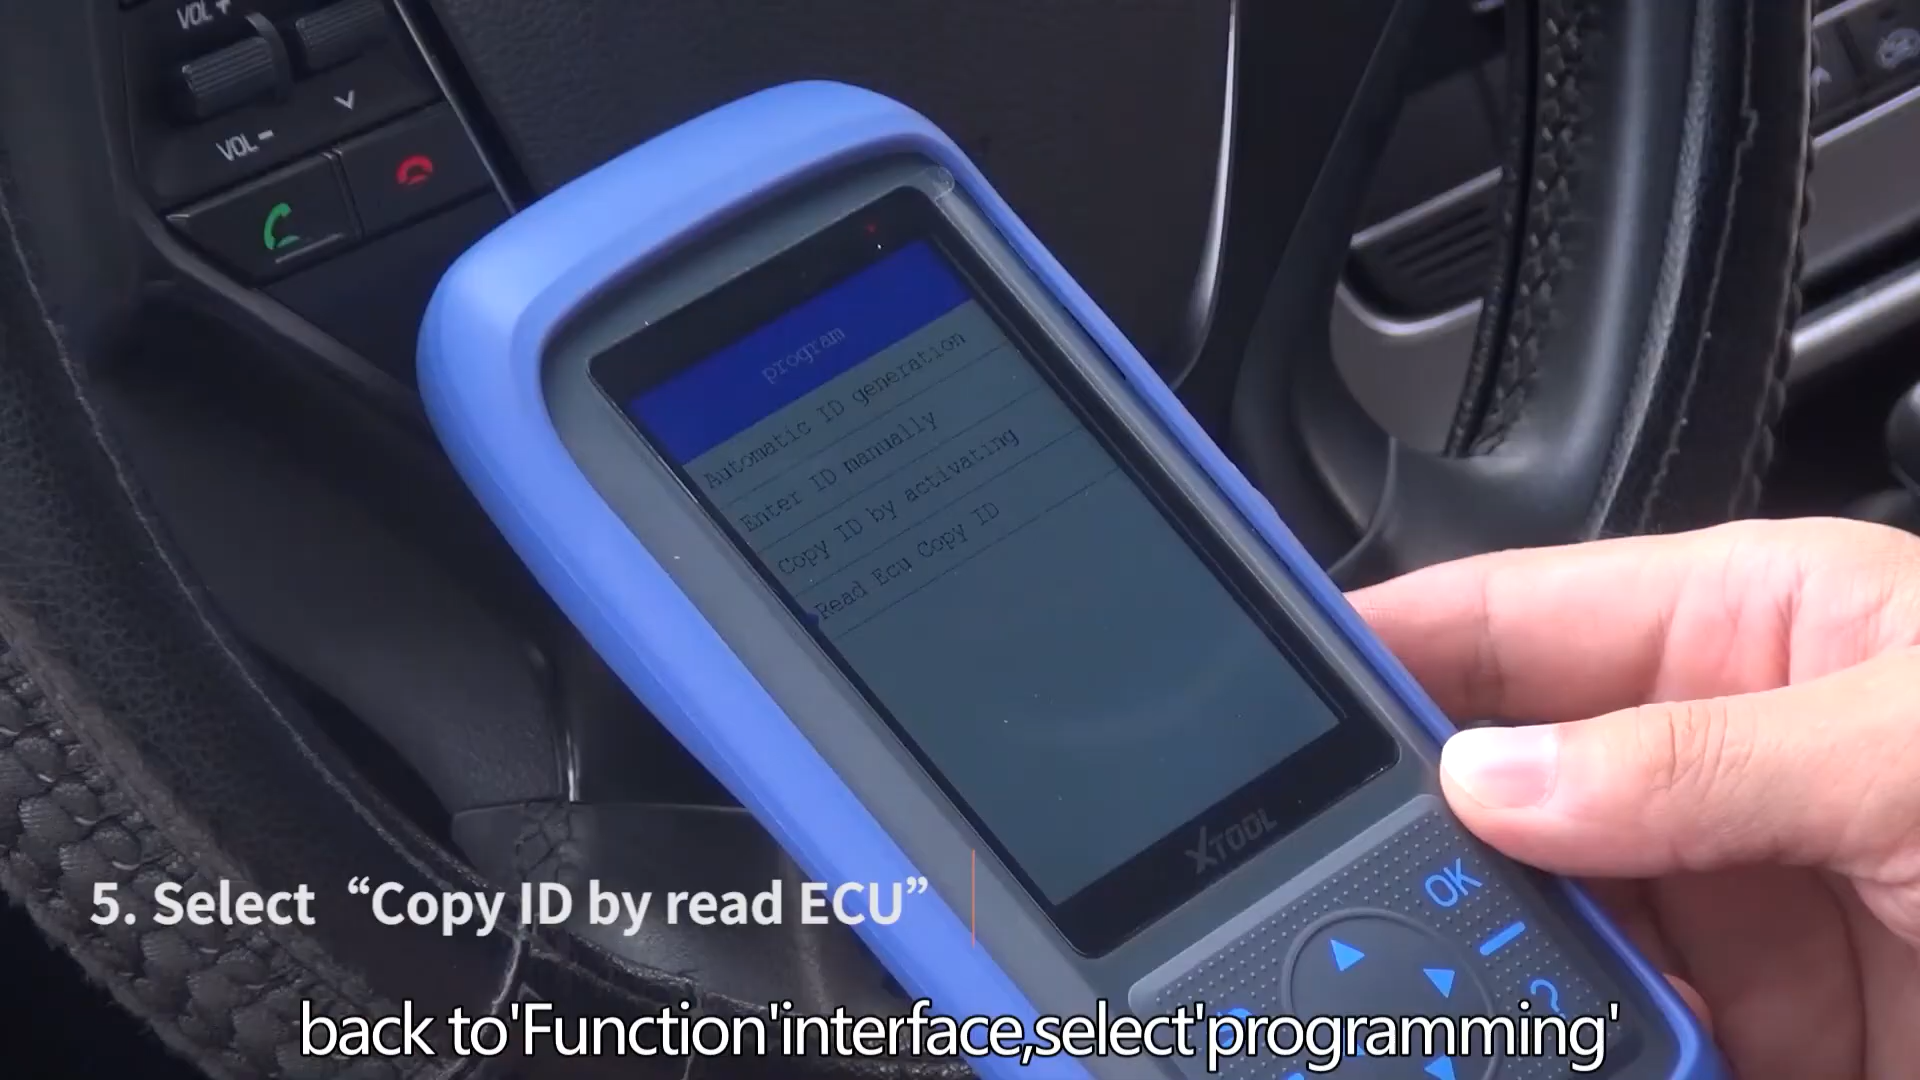 VOL +
VOL -
program
Automatic ID generation
Enter ID manually
Copy ID by activating
Read Ecu Copy ID
XTOOL
OK
?
5. Select “Copy ID by read ECU”
back to'Function'interface,select'programming'